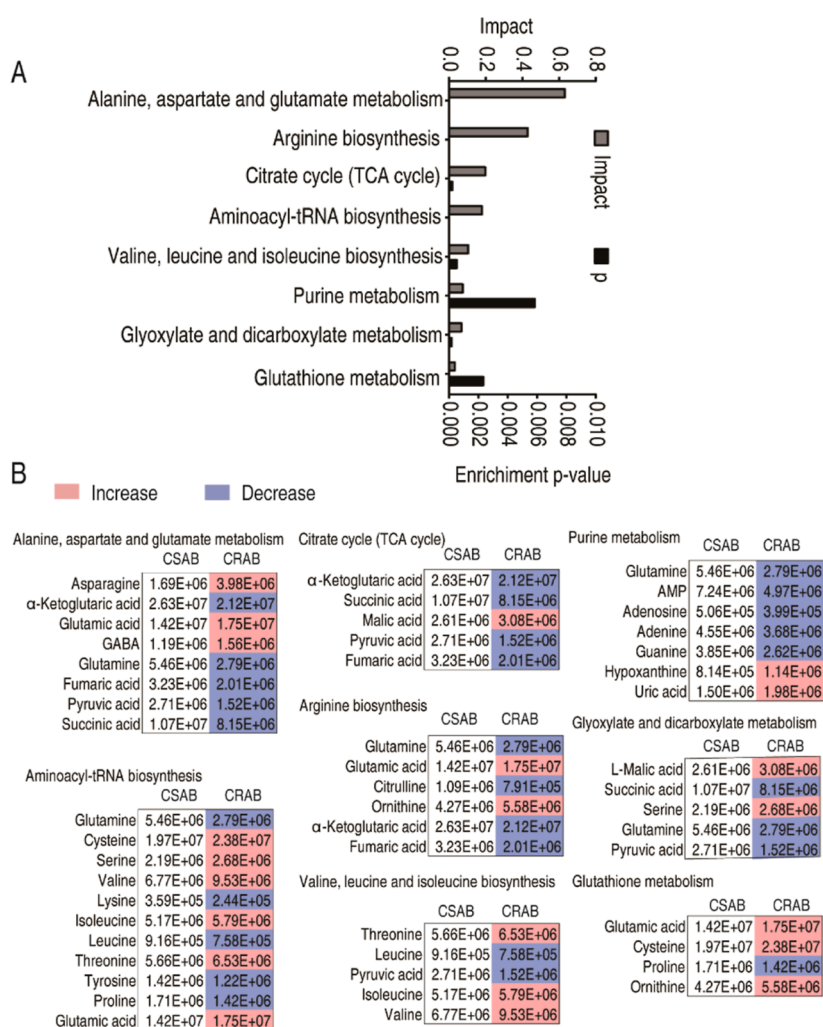 A
Impact
0.0 0.2 0.4 0.6 0.8
Alanine, aspartate and glutamate metabolism
Arginine biosynthesis
Citrate cycle (TCA cycle)
Aminoacyl-tRNA biosynthesis
Valine, leucine and isoleucine biosynthesis
Purine metabolism
Glyoxylate and dicarboxylate metabolism
Glutathione metabolism
Impact
p
0.000 0.002 0.004 0.006 0.008 0.010
Enrichment p-value
B
Increase Decrease
Alanine, aspartate and glutamate metabolism
CSAB CRAB
Asparagine 1.69E+06 3.98E+06
α-Ketoglutaric acid 2.63E+07 2.12E+07
Glutamic acid 1.42E+07 1.75E+07
GABA 1.19E+06 1.56E+06
Glutamine 5.46E+06 2.79E+06
Fumaric acid 3.23E+06 2.01E+06
Pyruvic acid 2.71E+06 1.52E+06
Succinic acid 1.07E+07 8.15E+06
Aminoacyl-tRNA biosynthesis
CSAB CRAB
Glutamine 5.46E+06 2.79E+06
Cysteine 1.97E+07 2.38E+07
Serine 2.19E+06 2.68E+06
Valine 6.77E+06 9.53E+06
Lysine 3.59E+05 2.44E+05
Isoleucine 5.17E+06 5.79E+06
Leucine 9.16E+05 7.58E+05
Threonine 5.66E+06 6.53E+06
Tyrosine 1.42E+06 1.22E+06
Proline 1.71E+06 1.42E+06
Glutamic acid 1.42E+07 1.75E+07
Citrate cycle (TCA cycle)
CSAB CRAB
α-Ketoglutaric acid 2.63E+07 2.12E+07
Succinic acid 1.07E+07 8.15E+06
Malic acid 2.61E+06 3.08E+06
Pyruvic acid 2.71E+06 1.52E+06
Fumaric acid 3.23E+06 2.01E+06
Arginine biosynthesis
CSAB CRAB
Glutamine 5.46E+06 2.79E+06
Glutamic acid 1.42E+07 1.75E+07
Citrulline 1.09E+06 7.91E+05
Ornithine 4.27E+06 5.58E+06
α-Ketoglutaric acid 2.63E+07 2.12E+07
Fumaric acid 3.23E+06 2.01E+06
Valine, leucine and isoleucine biosynthesis
CSAB CRAB
Threonine 5.66E+06 6.53E+06
Leucine 9.16E+05 7.58E+05
Pyruvic acid 2.71E+06 1.52E+06
Isoleucine 5.17E+06 5.79E+06
Valine 6.77E+06 9.53E+06
Purine metabolism
CSAB CRAB
Glutamine 5.46E+06 2.79E+06
AMP 7.24E+06 4.97E+06
Adenosine 5.06E+05 3.99E+05
Adenine 4.55E+06 3.68E+06
Guanine 3.85E+06 2.62E+06
Hypoxanthine 8.14E+05 1.14E+06
Uric acid 1.50E+06 1.98E+06
Glyoxylate and dicarboxylate metabolism
CSAB CRAB
L-Malic acid 2.61E+06 3.08E+06
Succinic acid 1.07E+07 8.15E+06
Serine 2.19E+06 2.68E+06
Glutamine 5.46E+06 2.79E+06
Pyruvic acid 2.71E+06 1.52E+06
Glutathione metabolism
CSAB CRAB
Glutamic acid 1.42E+07 1.75E+07
Cysteine 1.97E+07 2.38E+07
Proline 1.71E+06 1.42E+06
Ornithine 4.27E+06 5.58E+06